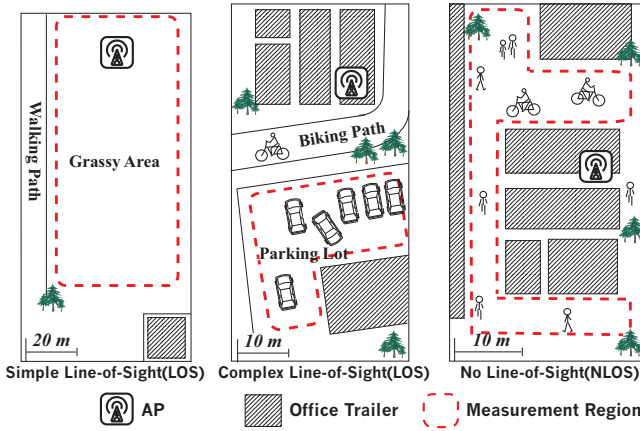 Walking Path
Grassy Area
20 m
Simple Line-of-Sight(LOS)
Biking Path
Parking Lot
10 m
Complex Line-of-Sight(LOS)
10 m
No Line-of-Sight(NLOS)
AP
Office Trailer
Measurement Region